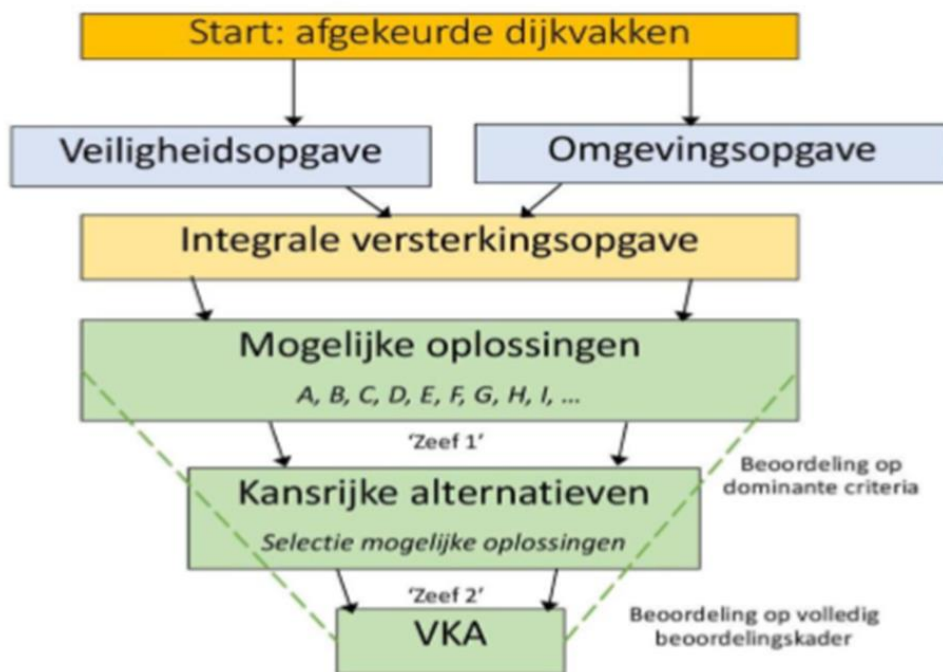 Start: afgekeurde dijkvakken
Veiligheidsopgave
Omgevingsopgave
Integrale versterkingsopgave
Mogelijke oplossingen
A, B, C, D, E, F, G, H, I, ...
'Zeef 1'
Beoordeling op
dominante criteria
Kansrijke alternatieven
Selectie mogelijke oplossingen
'Zeef 2'
Beoordeling op volledig
beoordelingskader
VKA